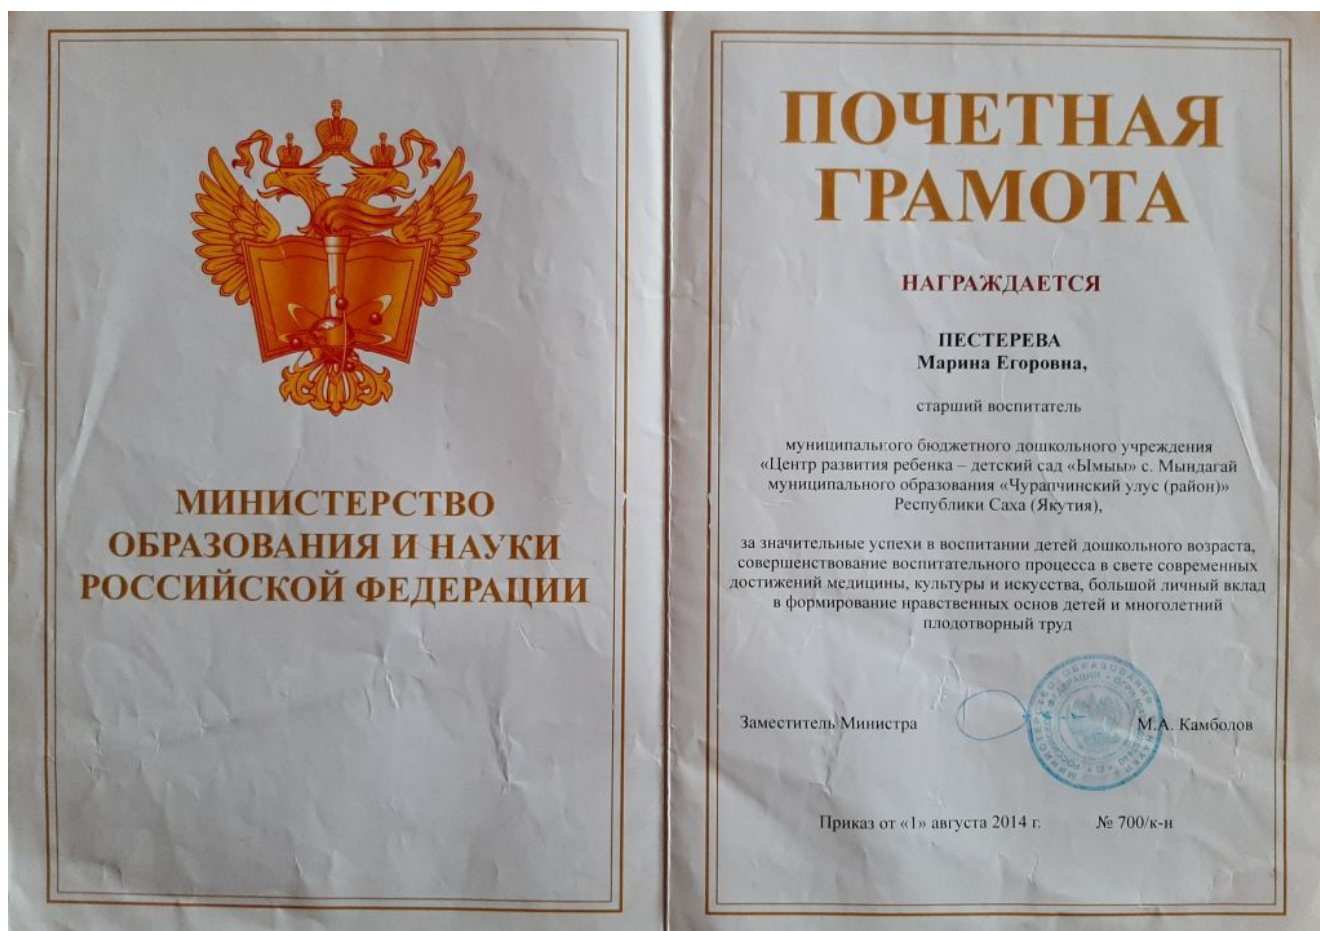 МИНИСТЕРСТВО
ОБРАЗОВАНИЯ И НАУКИ
РОССИЙСКОЙ ФЕДЕРАЦИИ
ПОЧЕТНАЯ
ГРАМОТА
НАГРАЖДАЕТСЯ
ПЕСТЕРЕВА
Марина Егоровна,
старший воспитатель
муниципального бюджетного дошкольного учреждения
«Центр развития ребенка – детский сад «Ымыы» с. Мындагай
муниципального образования «Чурапчинский улус (район)»
Республики Саха (Якутия),
за значительные успехи в воспитании детей дошкольного возраста,
совершенствование воспитательного процесса в свете современных
достижений медицины, культуры и искусства, большой личный вклад
в формирование нравственных основ детей и многолетний
плодотворный труд
Заместитель Министра
М.А. Камболов
Приказ от «1» августа 2014 г. № 700/к-н